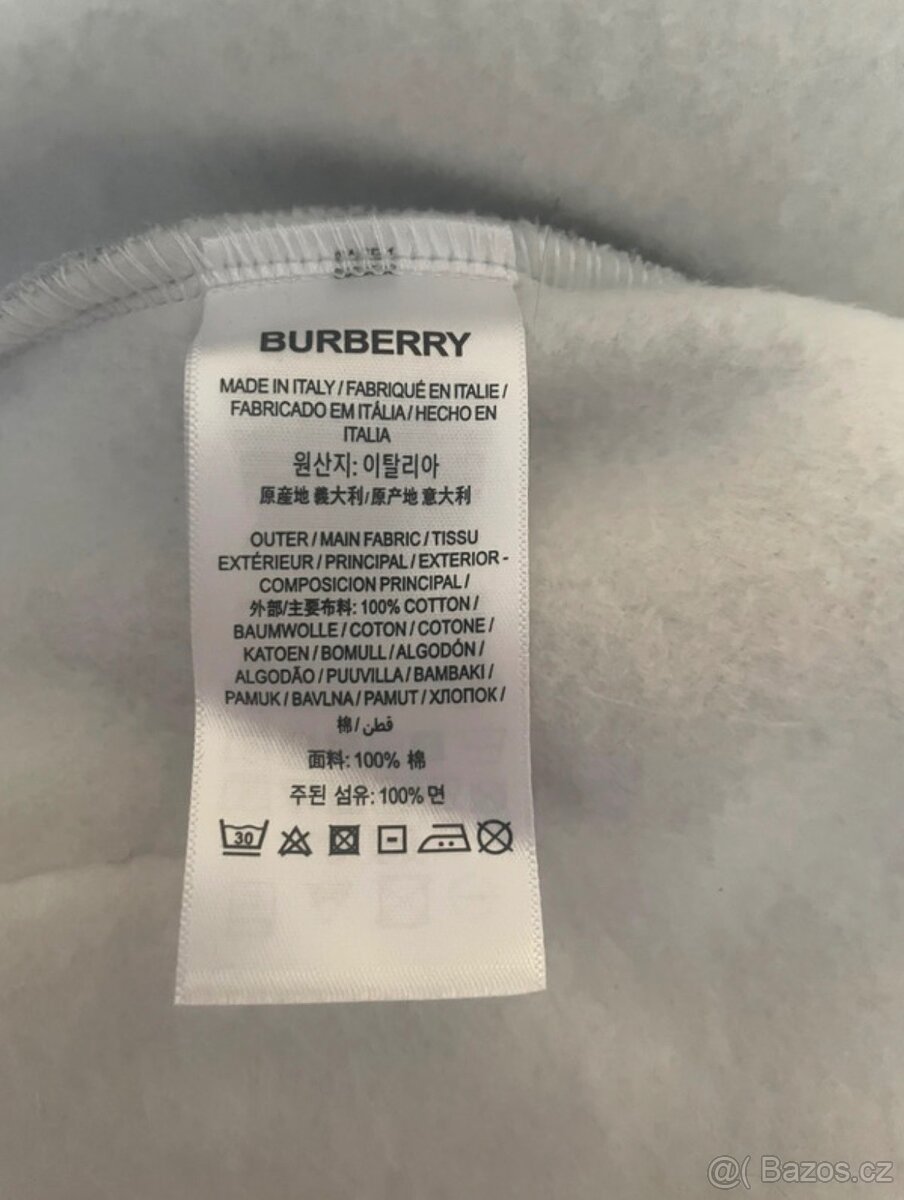 BURBERRY
MADE IN ITALY / FABRIQUÉ EN ITALIE /
FABRICADO EM ITÁLIA / HECHO EN
ITALIA
원산지: 이탈리아
原産地 義大利/原产地 意大利
OUTER / MAIN FABRIC / TISSU
EXTÉRIEUR / PRINCIPAL / EXTERIOR -
COMPOSICION PRINCIPAL /
外部/主要布料: 100% COTTON /
BAUMWOLLE / COTON / COTONE /
KATOEN / BOMULL / ALGODÓN /
ALGODÃO / PUUVILLA / BAMBAKI /
PAMUK / BAVLNA / PAMUT / ХЛОПОК /
棉 / قطن
面料: 100% 棉
주된 섬유: 100% 면
30
@( Bazos.cz